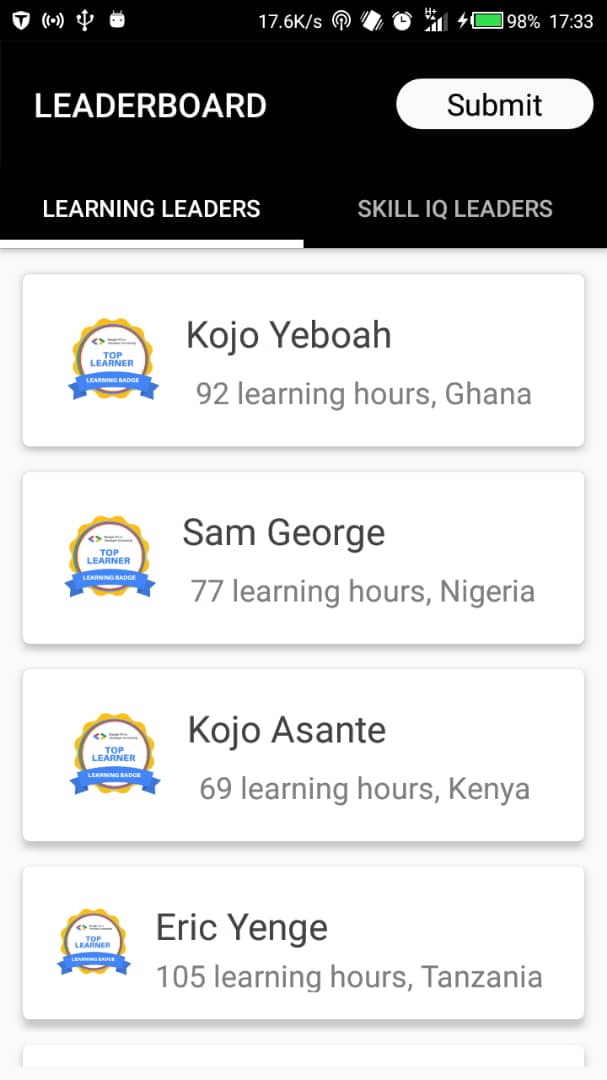 17.6K/s
98% 17:33
LEADERBOARD
Submit
LEARNING LEADERS
SKILL IQ LEADERS
TOP
LEARNER
LEARNING BADGE
Kojo Yeboah
92 learning hours, Ghana
TOP
LEARNER
LEARNING BADGE
Sam George
77 learning hours, Nigeria
TOP
LEARNER
LEARNING BADGE
Kojo Asante
69 learning hours, Kenya
TOP
LEARNER
LEARNING BADGE
Eric Yenge
105 learning hours, Tanzania